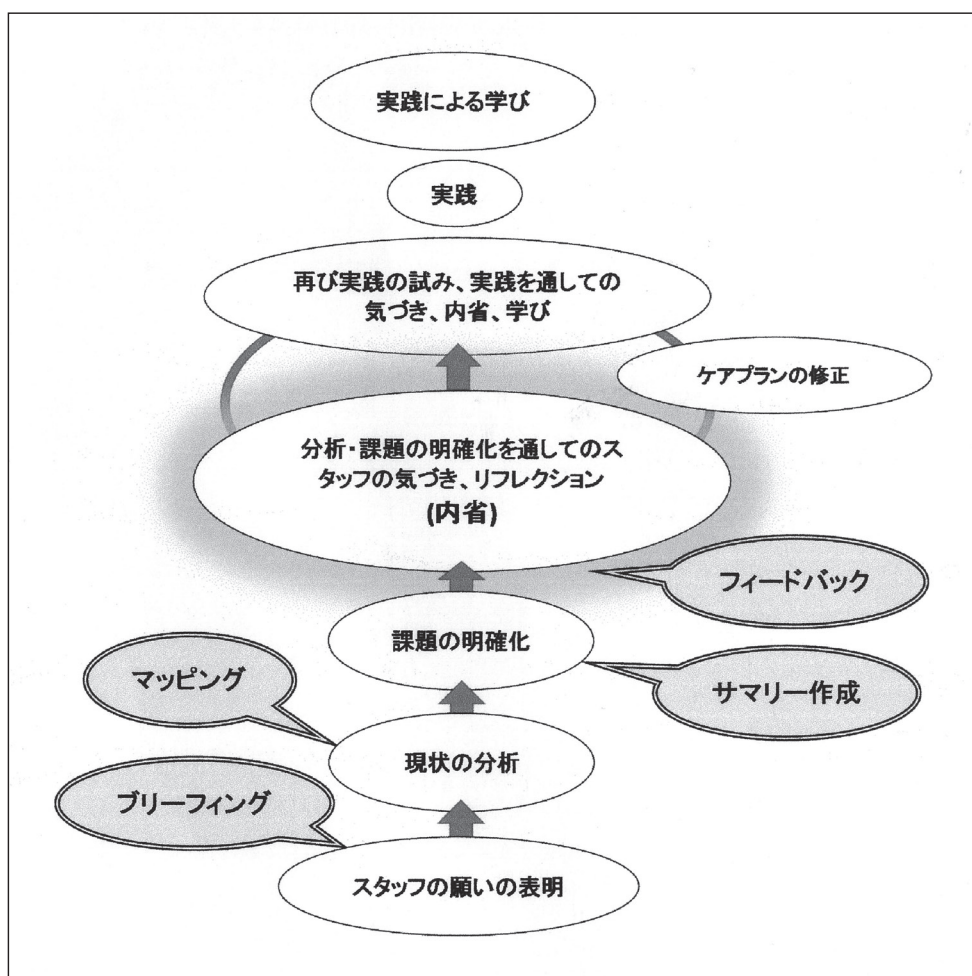 実践による学び
実践
再び実践の試み、実践を通しての
気づき、内省、学び
ケアプランの修正
分析・課題の明確化を通してのス
タッフの気づき、リフレクション
(内省)
フィードバック
課題の明確化
マッピング
サマリー作成
現状の分析
ブリーフィング
スタッフの願いの表明